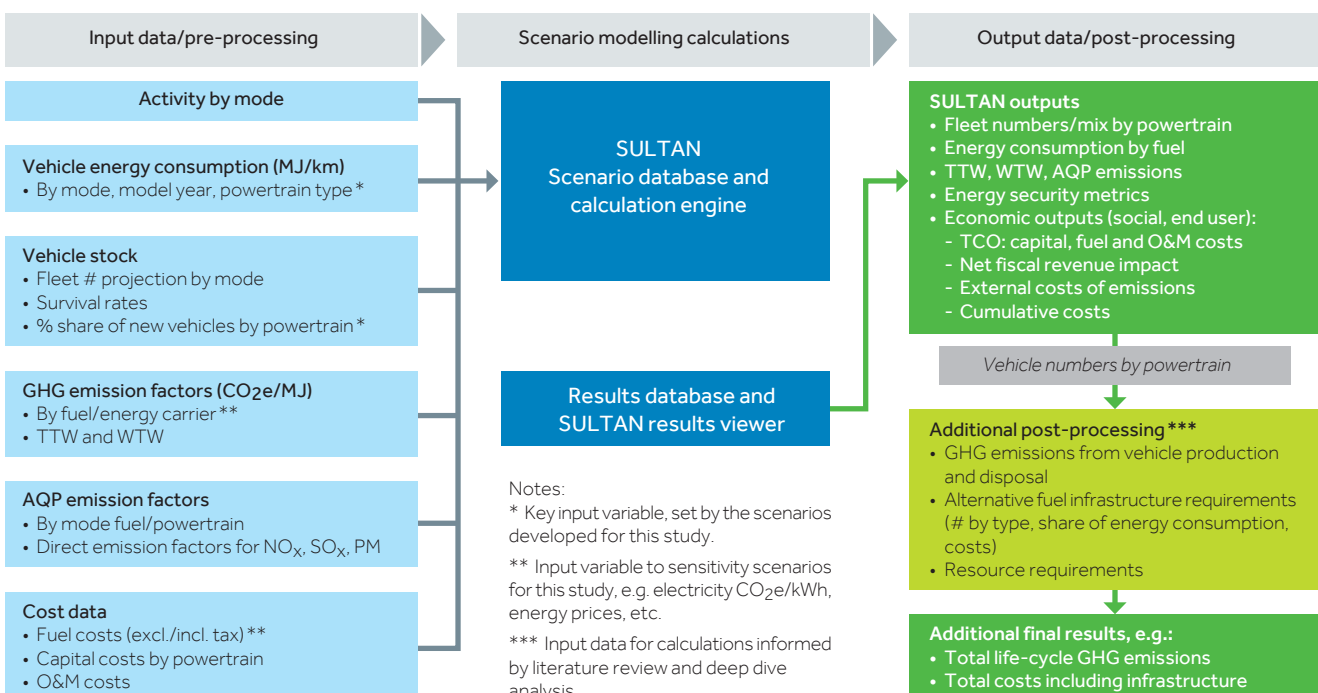 Input data/pre-processing
Scenario modelling calculations
Output data/post-processing
Activity by mode
Vehicle energy consumption (MJ/km)
• By mode, model year, powertrain type *
Vehicle stock
• Fleet # projection by mode
• Survival rates
• % share of new vehicles by powertrain *
GHG emission factors (CO2e/MJ)
• By fuel/energy carrier **
• TTW and WTW
AQP emission factors
• By mode fuel/powertrain
• Direct emission factors for NOX, SOX, PM
Cost data
• Fuel costs (excl./incl. tax) **
• Capital costs by powertrain
• O&M costs
SULTAN
Scenario database and
calculation engine
Results database and
SULTAN results viewer
Notes:
* Key input variable, set by the scenarios
developed for this study.
** Input variable to sensitivity scenarios
for this study, e.g. electricity CO2e/kWh,
energy prices, etc.
*** Input data for calculations informed
by literature review and deep dive
analysis
SULTAN outputs
• Fleet numbers/mix by powertrain
• Energy consumption by fuel
• TTW, WTW, AQP emissions
• Energy security metrics
• Economic outputs (social, end user):
- TCO: capital, fuel and O&M costs
- Net fiscal revenue impact
- External costs of emissions
- Cumulative costs
Vehicle numbers by powertrain
Additional post-processing ***
• GHG emissions from vehicle production
and disposal
• Alternative fuel infrastructure requirements
(# by type, share of energy consumption,
costs)
• Resource requirements
Additional final results, e.g.:
• Total life-cycle GHG emissions
• Total costs including infrastructure